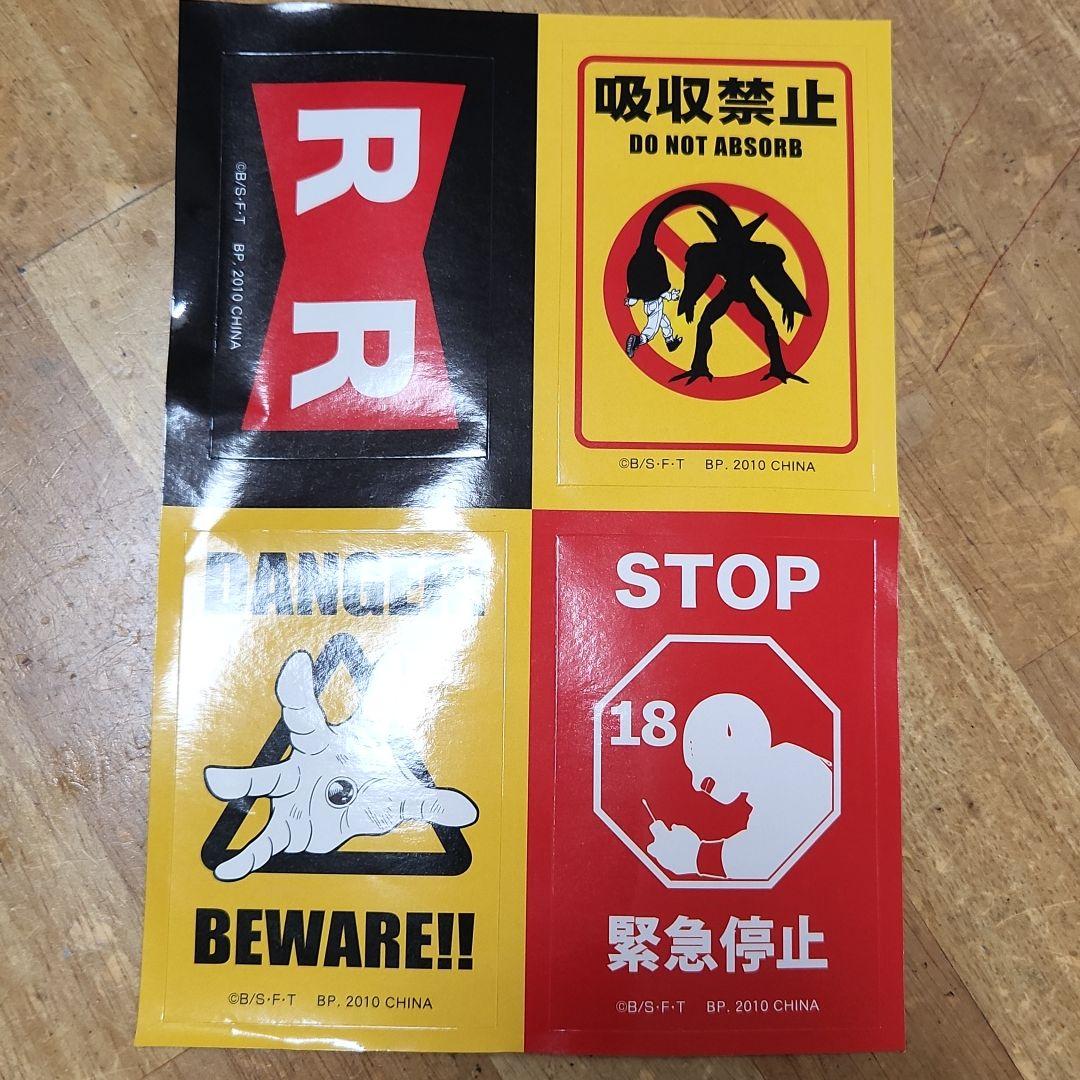 R R
©B/S・F・T BP. 2010 CHINA
吸収禁止
DO NOT ABSORB
©B/S・F・T BP. 2010 CHINA
BEWARE!!
©B/S・F・T BP. 2010 CHINA
STOP
18
緊急停止
©B/S・F・T BP. 2010 CHINA